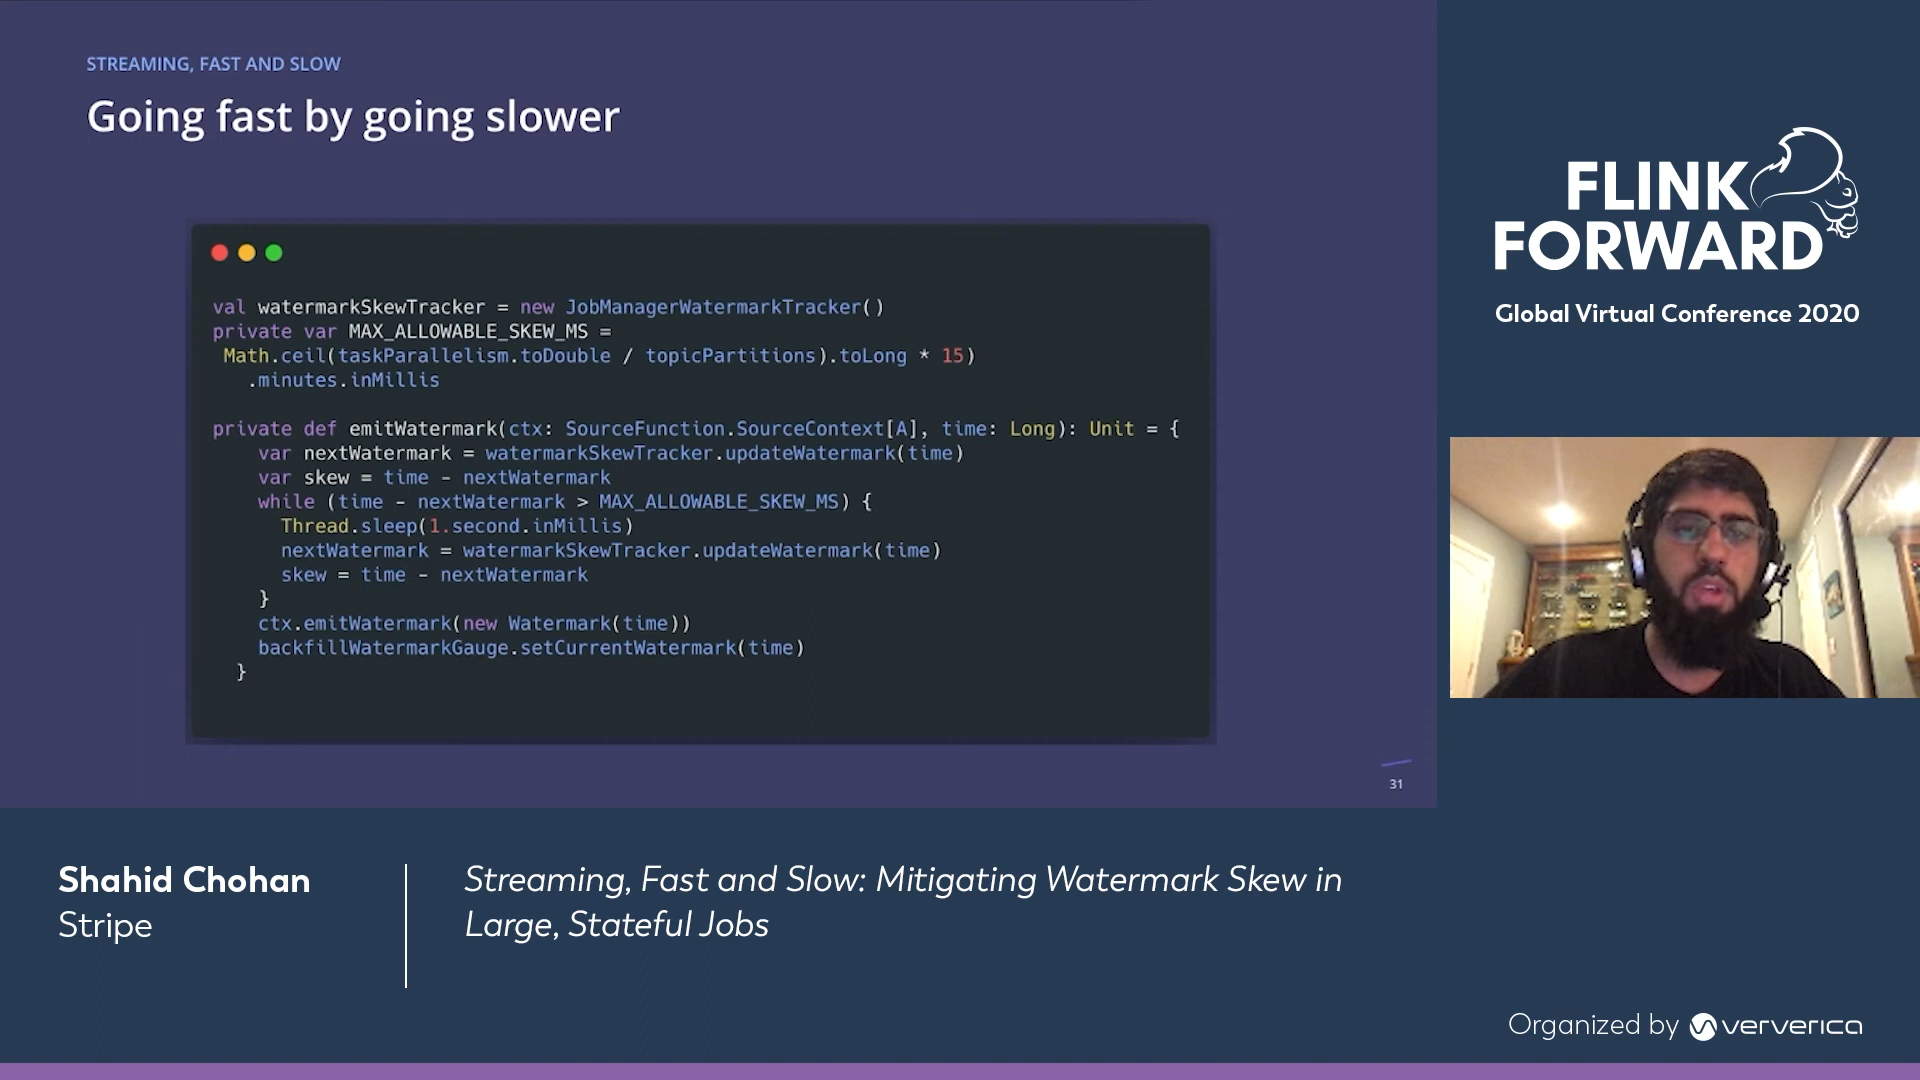 STREAMING, FAST AND SLOW
Going fast by going slower
val watermarkSkewTracker = new JobManagerWatermarkTracker()
private var MAX_ALLOWABLE_SKEW_MS =
Math.ceil(taskParallelism.toDouble / topicPartitions).toLong * 15)
.minutes.inMillis
private def emitWatermark(ctx: SourceFunction.SourceContext[A], time: Long): Unit = {
var nextWatermark = watermarkSkewTracker.updateWatermark(time)
var skew = time - nextWatermark
while (time - nextWatermark > MAX_ALLOWABLE_SKEW_MS) {
Thread.sleep(1.second.inMillis)
nextWatermark = watermarkSkewTracker.updateWatermark(time)
skew = time - nextWatermark
}
ctx.emitWatermark(new Watermark(time))
backfillWatermarkGauge.setCurrentWatermark(time)
}
31
FLINK
FORWARD
Global Virtual Conference 2020
Shahid Chohan
Stripe
Streaming, Fast and Slow: Mitigating Watermark Skew in
Large, Stateful Jobs
Organized by ververica